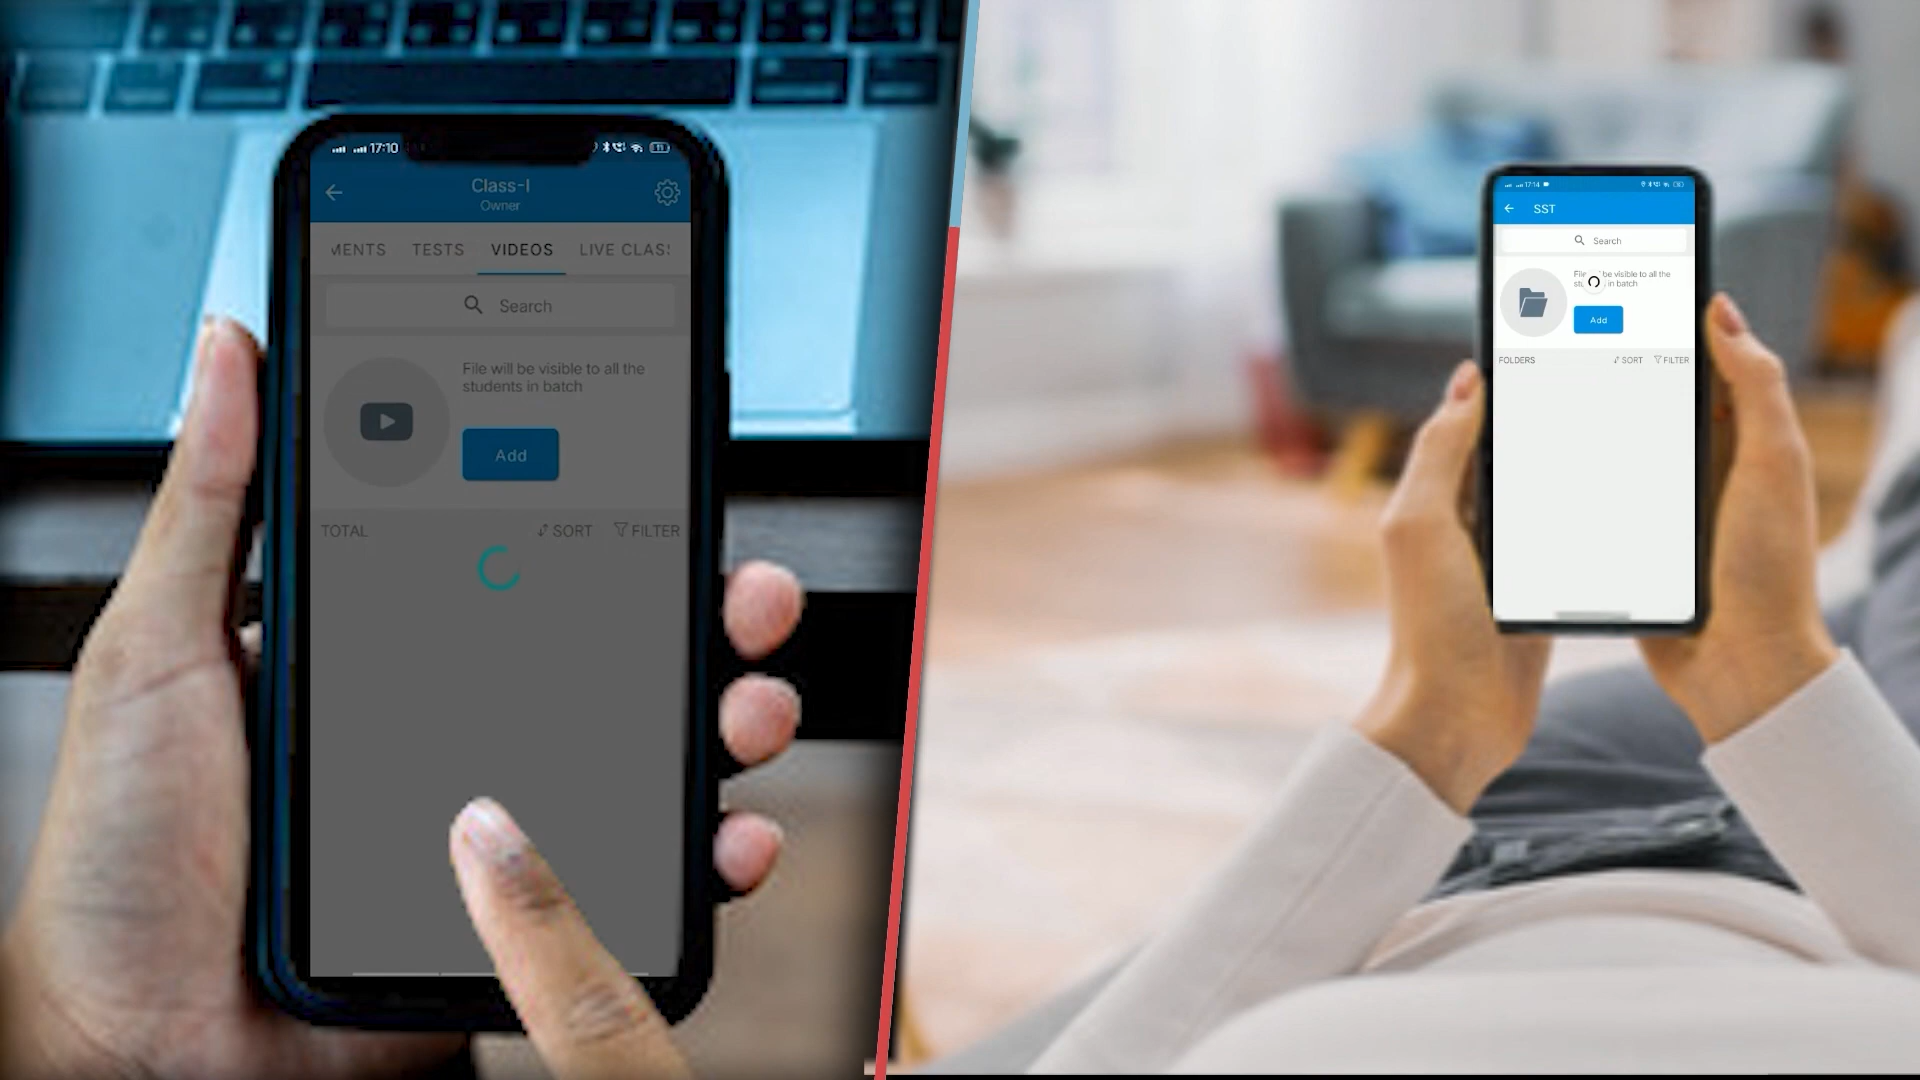 17:10
Class-I
Owner
MENTS TESTS VIDEOS LIVE CLAS
Search
File will be visible to all the
students in batch
Add
TOTAL SORT FILTER
17:14
SST
Search
File be visible to all the
in batch
Add
FOLDERS SORT FILTER